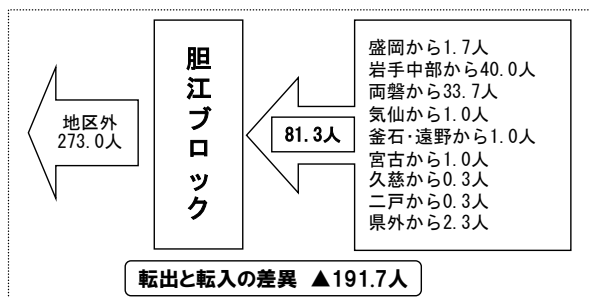 地区外
273.0人
胆江ブロック
81.3人
盛岡から1.7人
岩手中部から40.0人
両磐から33.7人
気仙から1.0人
釜石・遠野から1.0人
宮古から1.0人
久慈から0.3人
二戸から0.3人
県外から2.3人
転出と転入の差異 ▲191.7人